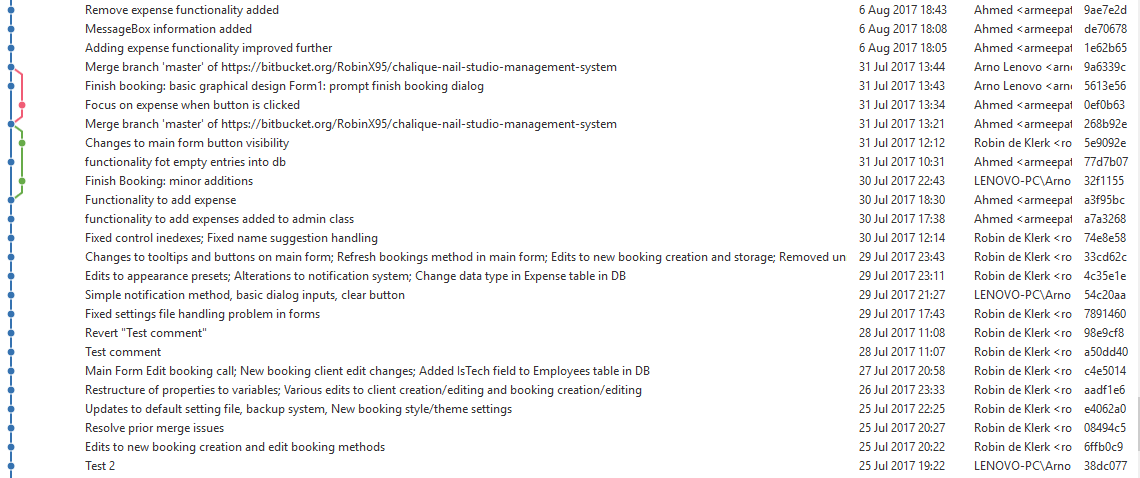 Remove expense functionality added 6 Aug 2017 18:43 Ahmed <armeepat 9ae7e2d
MessageBox information added 6 Aug 2017 18:08 Ahmed <armeepat de70678
Adding expense functionality improved further 6 Aug 2017 18:05 Ahmed <armeepat 1e62b65
Merge branch 'master' of https://bitbucket.org/RobinX95/chalique-nail-studio-management-system 31 Jul 2017 13:44 Arno Lenovo <arn 9a6339c
Finish booking: basic graphical design Form1: prompt finish booking dialog 31 Jul 2017 13:43 Arno Lenovo <arn 5613e56
Focus on expense when button is clicked 31 Jul 2017 13:34 Ahmed <armeepat 0ef0b63
Merge branch 'master' of https://bitbucket.org/RobinX95/chalique-nail-studio-management-system 31 Jul 2017 13:21 Ahmed <armeepat 268b92e
Changes to main form button visibility 31 Jul 2017 12:12 Robin de Klerk <ro 5e9092e
functionality fot empty entries into db 31 Jul 2017 10:31 Ahmed <armeepat 77d7b07
Finish Booking: minor additions 30 Jul 2017 22:43 LENOVO-PC\Arno 32f1155
Functionality to add expense 30 Jul 2017 18:30 Ahmed <armeepat a3f95bc
functionality to add expenses added to admin class 30 Jul 2017 17:38 Ahmed <armeepat a7a3268
Fixed control inedexes; Fixed name suggestion handling 30 Jul 2017 12:14 Robin de Klerk <ro 74e8e58
Changes to tooltips and buttons on main form; Refresh bookings method in main form; Edits to new booking creation and storage; Removed un 29 Jul 2017 23:43 Robin de Klerk <ro 33cd62c
Edits to appearance presets; Alterations to notification system; Change data type in Expense table in DB 29 Jul 2017 23:11 Robin de Klerk <ro 4c35e1e
Simple notification method, basic dialog inputs, clear button 29 Jul 2017 21:27 LENOVO-PC\Arno 54c20aa
Fixed settings file handling problem in forms 29 Jul 2017 17:43 Robin de Klerk <ro 7891460
Revert "Test comment" 28 Jul 2017 11:08 Robin de Klerk <ro 98e9cf8
Test comment 28 Jul 2017 11:07 Robin de Klerk <ro a50dd40
Main Form Edit booking call; New booking client edit changes; Added IsTech field to Employees table in DB 27 Jul 2017 20:58 Robin de Klerk <ro c4e5014
Restructure of properties to variables; Various edits to client creation/editing and booking creation/editing 26 Jul 2017 23:33 Robin de Klerk <ro aadf1e6
Updates to default setting file, backup system, New booking style/theme settings 25 Jul 2017 22:25 Robin de Klerk <ro e4062a0
Resolve prior merge issues 25 Jul 2017 20:27 Robin de Klerk <ro 08494c5
Edits to new booking creation and edit booking methods 25 Jul 2017 20:22 Robin de Klerk <ro 6ffb0c9
Test 2 25 Jul 2017 19:22 LENOVO-PC\Arno 38dc077